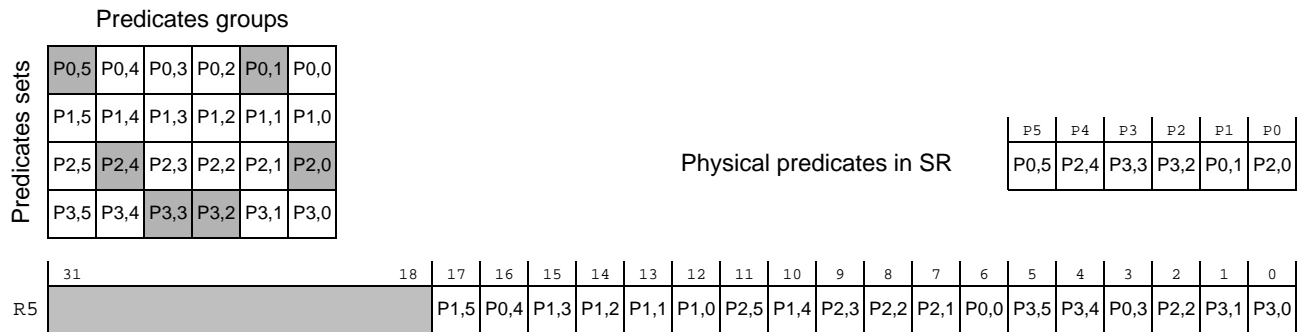 Predicates groups
Predicates sets
P0,5 P0,4 P0,3 P0,2 P0,1 P0,0
P1,5 P1,4 P1,3 P1,2 P1,1 P1,0
P2,5 P2,4 P2,3 P2,2 P2,1 P2,0
P3,5 P3,4 P3,3 P3,2 P3,1 P3,0
P5 P4 P3 P2 P1 P0
Physical predicates in SR P0,5 P2,4 P3,3 P3,2 P0,1 P2,0
31 18 17 16 15 14 13 12 11 10 9 8 7 6 5 4 3 2 1 0
R5 P1,5 P0,4 P1,3 P1,2 P1,1 P1,0 P2,5 P1,4 P2,3 P2,2 P2,1 P0,0 P3,5 P3,4 P0,3 P2,2 P3,1 P3,0